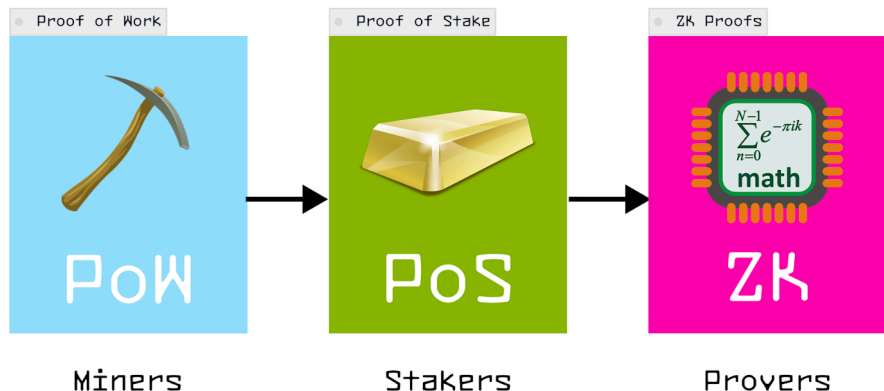 Proof of Work
Proof of Stake
ZK Proofs
N−1
∑ e^{−πik}
n=0
math
PoW
PoS
ZK
Miners
Stakers
Provers